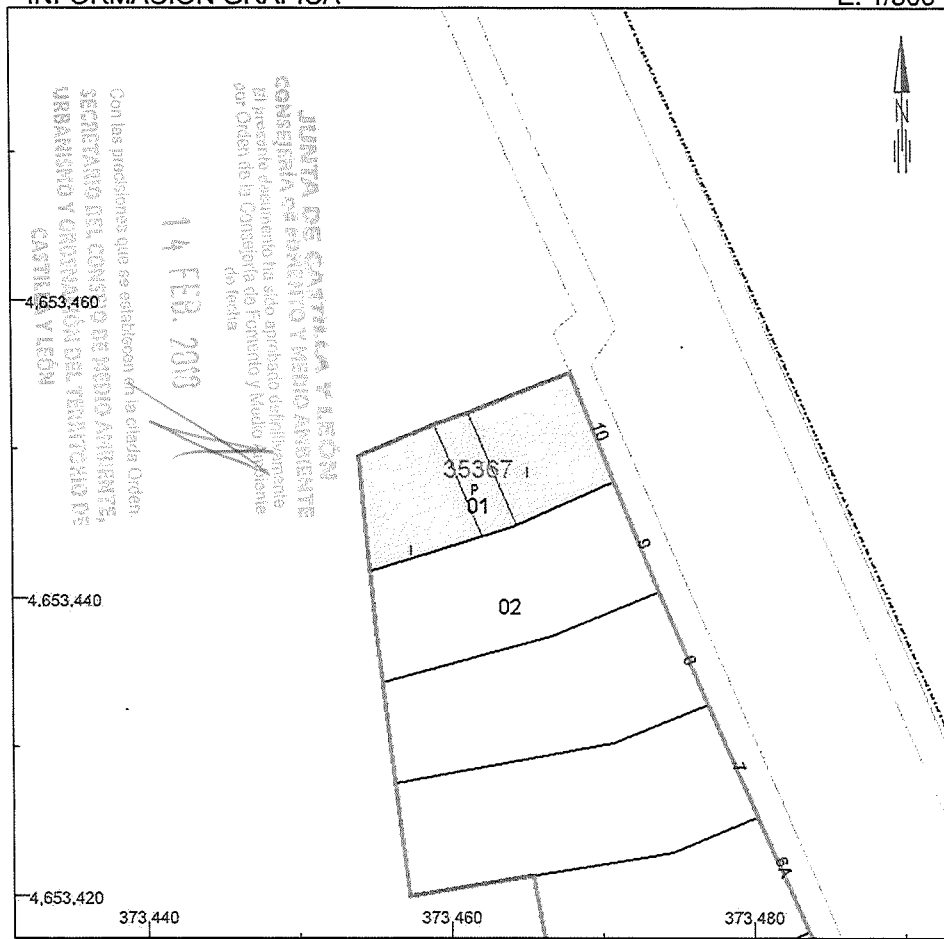 INFORMACIÓN GRÁFICA
E: 1/500
N
JUNTA DE CASTILLA Y LEÓN
CONSEJERÍA DE FOMENTO Y MEDIO AMBIENTE
El presente documento ha sido aprobado definitivamente
por Orden de la Consejería de Fomento y Medio Ambiente
de fecha
14 FEB. 2018
Con las precisiones que se establecen en la citada Orden
SECRETARIO DEL CONSEJO DE MEDIO AMBIENTE,
URBANISMO Y ORDENACIÓN DEL TERRITORIO DE
CASTILLA Y LEÓN
4,653,460
10
35367 I
P
01
9
I
4,653,440
02
8
7
6A
4,653,420
373,440
373,460
373,480